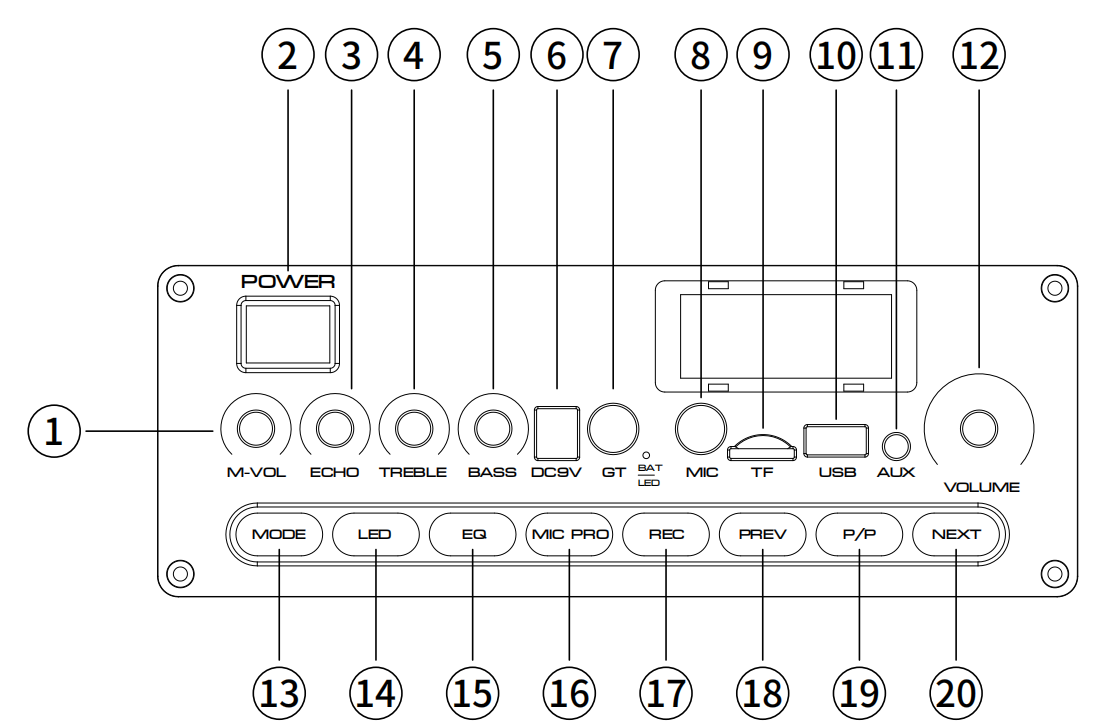 2 3 4 5 6 7 8 9 10 11 12
POWER
1
M-VOL ECHO TREBLE BASS DC9V GT BAT LED MIC TF USB AUX VOLUME
MODE LED EQ MIC PRO REC PREV P/P NEXT
13 14 15 16 17 18 19 20